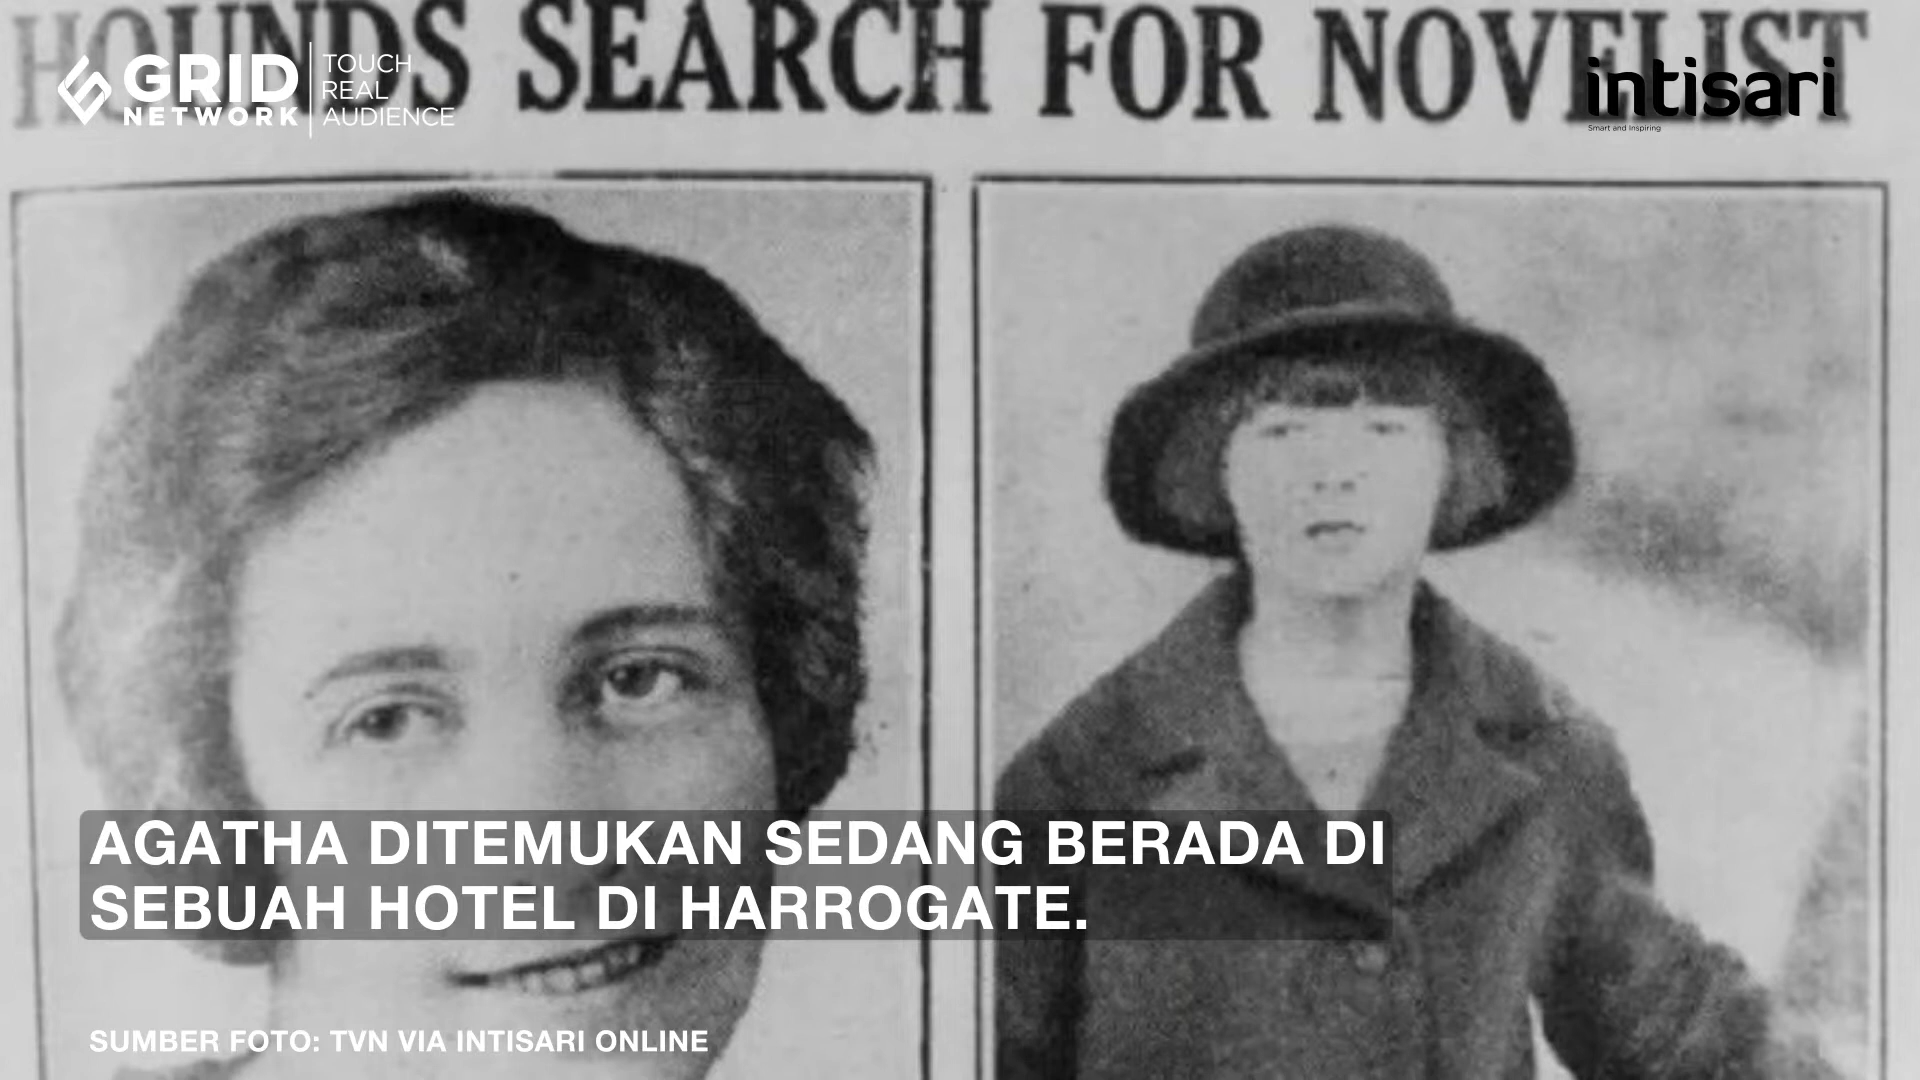 HOUNDS SEARCH FOR NOVELIST
GRID
NETWORK
TOUCH
REAL
AUDIENCE
intisari
Smart and Inspiring
AGATHA DITEMUKAN SEDANG BERADA DI
SEBUAH HOTEL DI HARROGATE.
SUMBER FOTO: TVN VIA INTISARI ONLINE